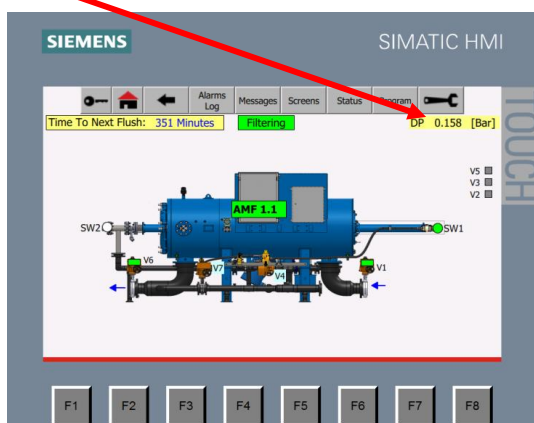 SIEMENS
SIMATIC HMI
TOUCH
Alarms Log
Messages
Screens
Status
Program
Time To Next Flush: 351 Minutes
Filtering
DP 0.158 [Bar]
V5
V3
V2
AMF 1.1
SW2
SW1
V6
V7
V4
V1
F1
F2
F3
F4
F5
F6
F7
F8